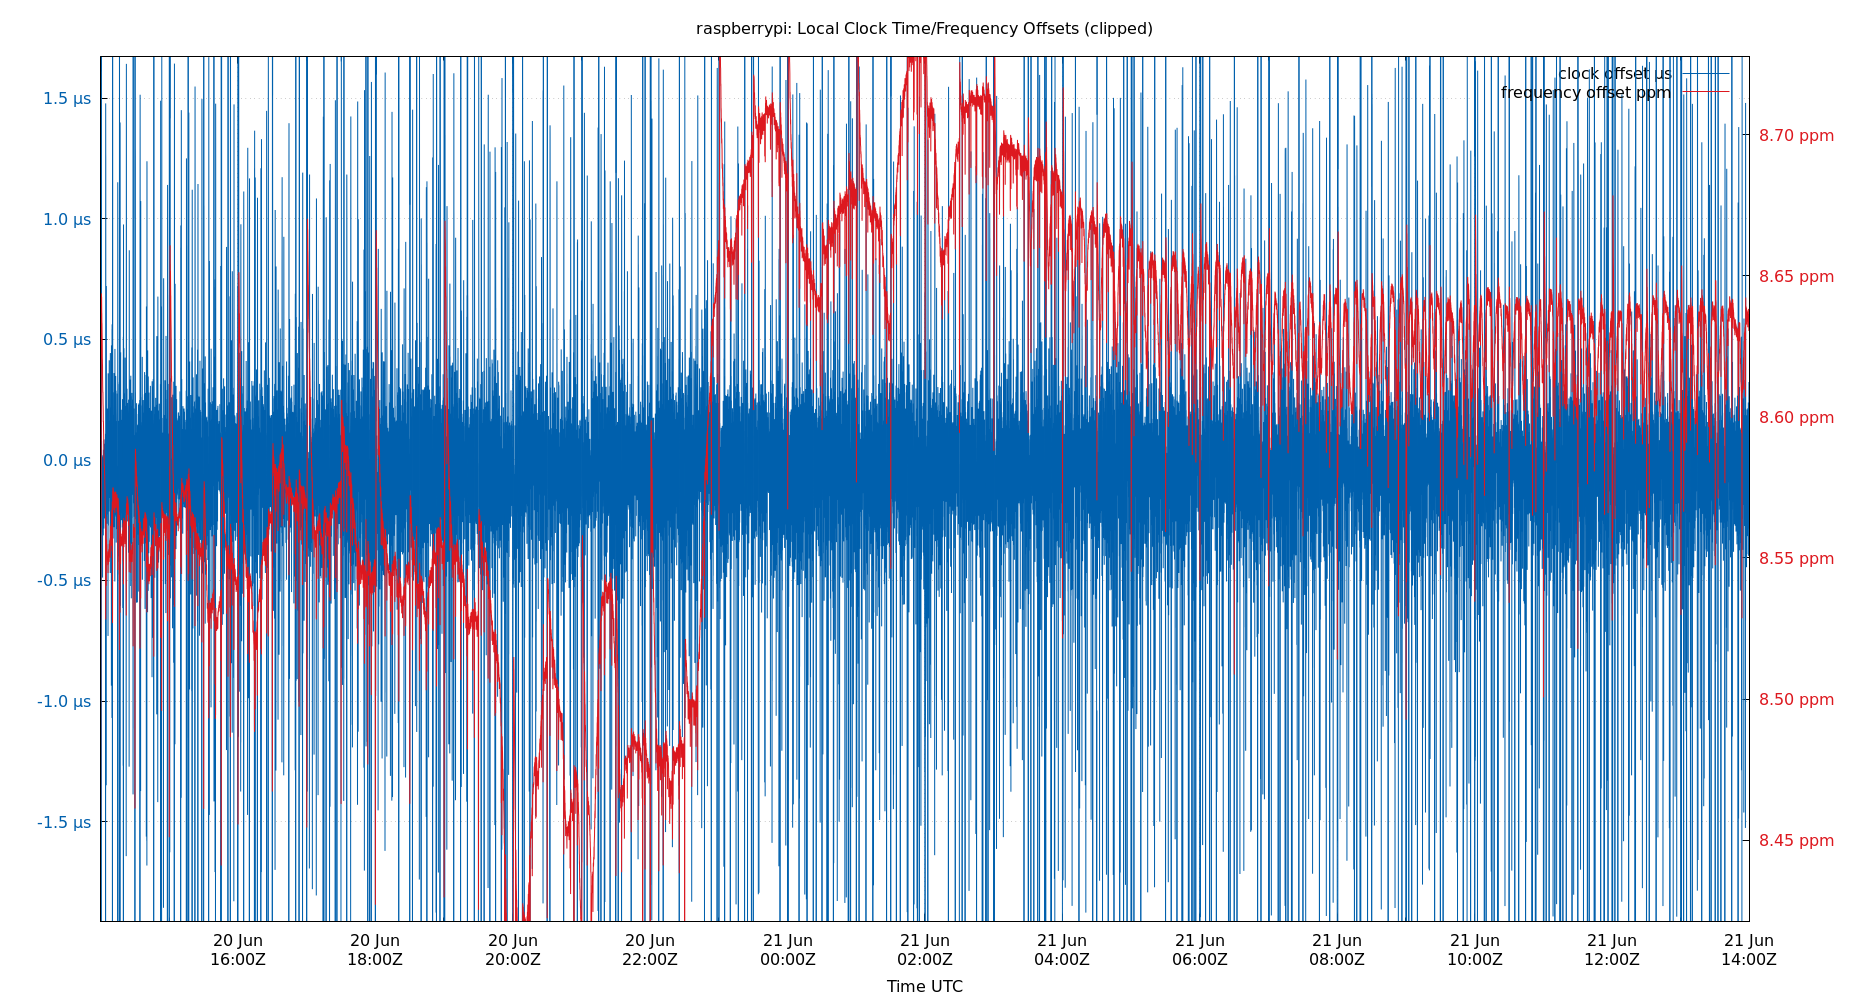 raspberrypi: Local Clock Time/Frequency Offsets (clipped)
clock offset µs
frequency offset ppm
1.5 µs
1.0 µs
0.5 µs
0.0 µs
-0.5 µs
-1.0 µs
-1.5 µs
8.70 ppm
8.65 ppm
8.60 ppm
8.55 ppm
8.50 ppm
8.45 ppm
20 Jun 20 Jun 20 Jun 20 Jun 21 Jun 21 Jun 21 Jun 21 Jun 21 Jun 21 Jun 21 Jun 21 Jun
16:00Z 18:00Z 20:00Z 22:00Z 00:00Z 02:00Z 04:00Z 06:00Z 08:00Z 10:00Z 12:00Z 14:00Z
Time UTC